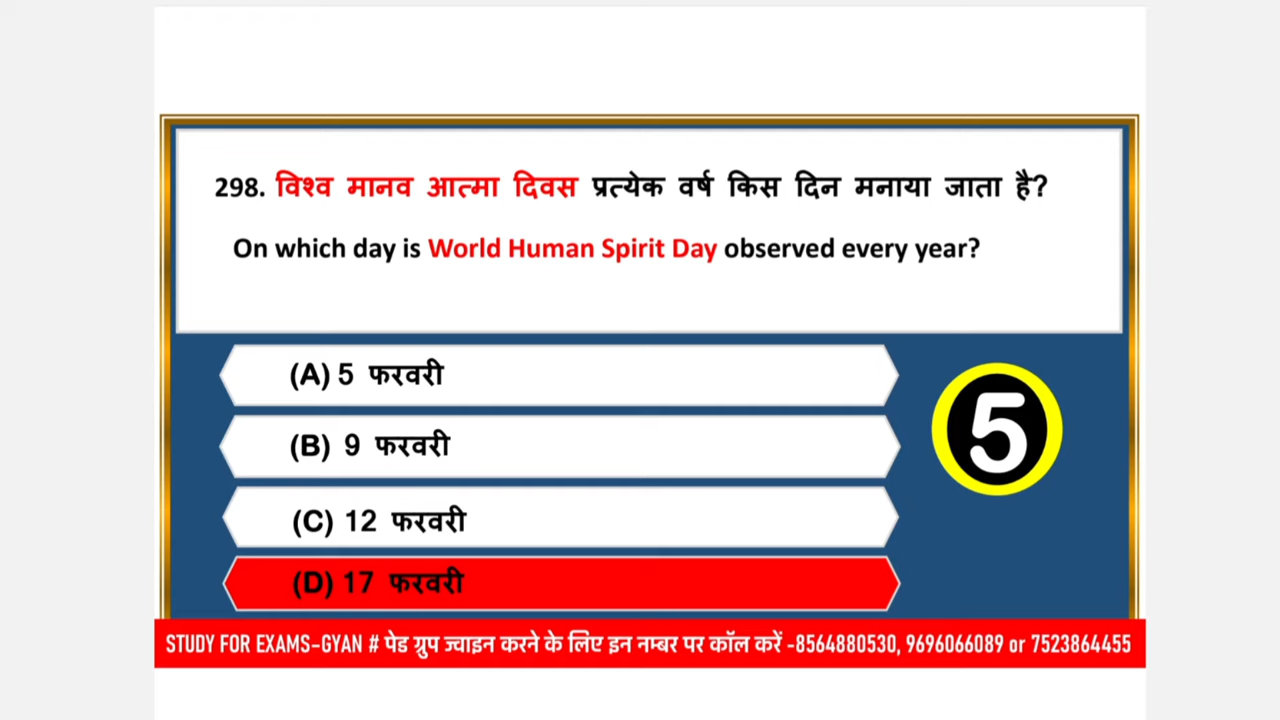 298. विश्व मानव आत्मा दिवस प्रत्येक वर्ष किस दिन मनाया जाता है?
On which day is World Human Spirit Day observed every year?
(A) 5 फरवरी
(B) 9 फरवरी
5
(C) 12 फरवरी
(D) 17 फरवरी
STUDY FOR EXAMS-GYAN # पेड ग्रुप ज्वाइन करने के लिए इन नम्बर पर कॉल करें -8564880530, 9696066089 or 7523864455